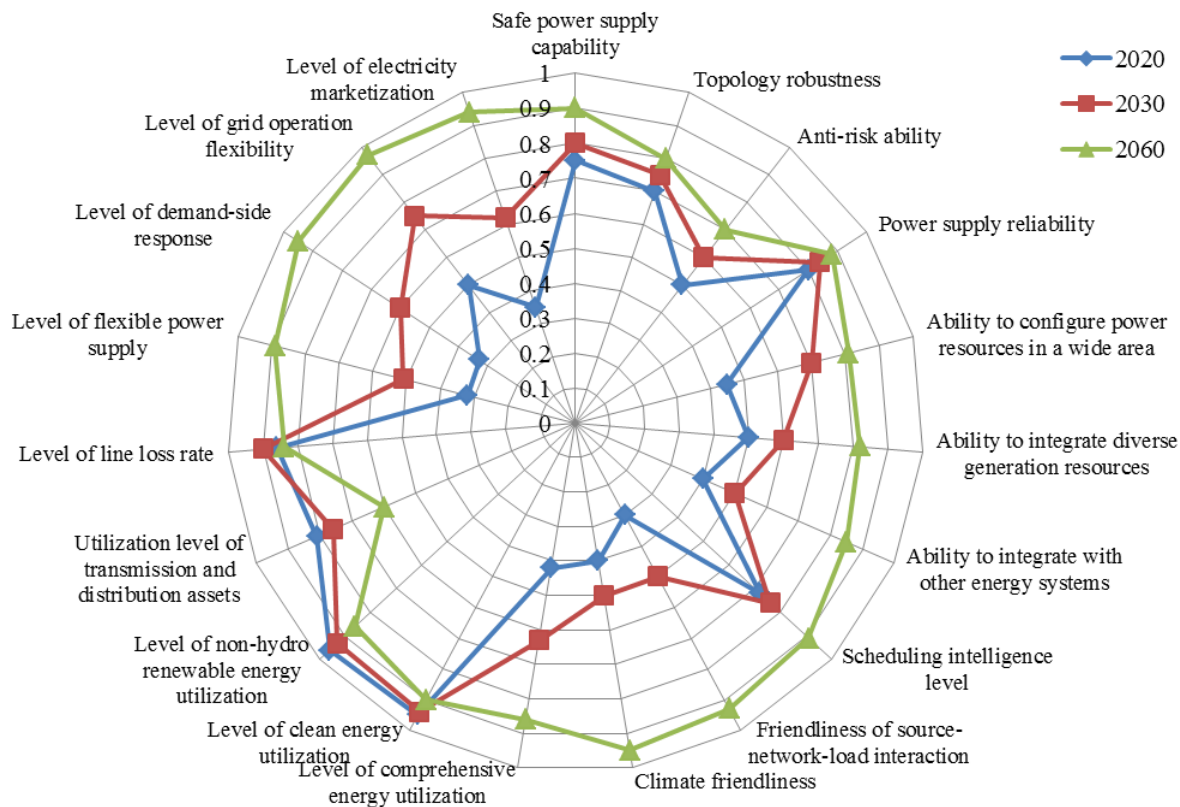 Safe power supply
capability
Topology robustness
Anti-risk ability
Power supply reliability
Ability to configure power
resources in a wide area
Ability to integrate diverse
generation resources
Ability to integrate with
other energy systems
Scheduling intelligence
level
Friendliness of source-
network-load interaction
Climate friendliness
Level of comprehensive
energy utilization
Level of clean energy
utilization
Level of non-hydro
renewable energy
utilization
Utilization level of
transmission and
distribution assets
Level of line loss rate
Level of flexible power
supply
Level of demand-side
response
Level of grid operation
flexibility
Level of electricity
marketization
1
0.9
0.8
0.7
0.6
0.5
0.4
0.3
0.2
0.1
0
2020
2030
2060